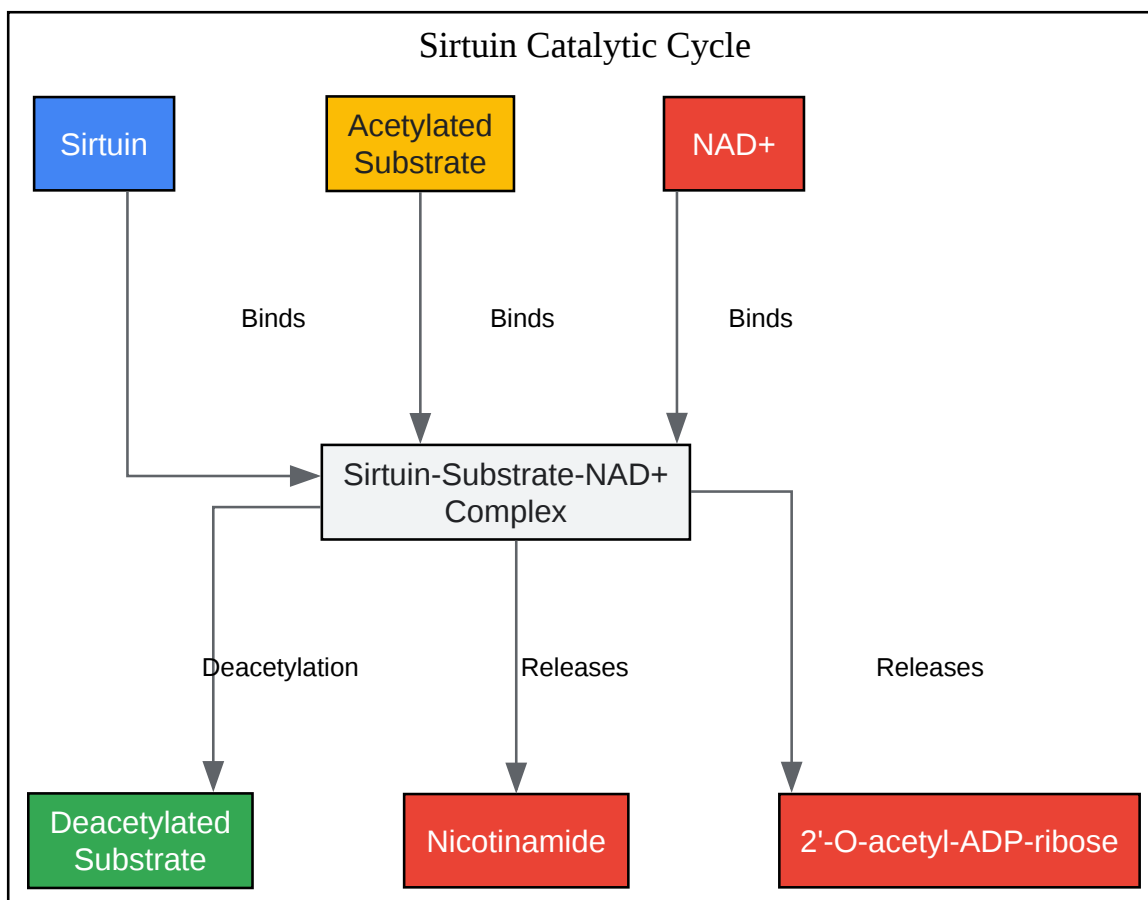 Sirtuin Catalytic Cycle
Sirtuin
Acetylated
Substrate
NAD+
Binds
Binds
Binds
Sirtuin-Substrate-NAD+
Complex
Deacetylation
Releases
Releases
Deacetylated
Substrate
Nicotinamide
2'-O-acetyl-ADP-ribose